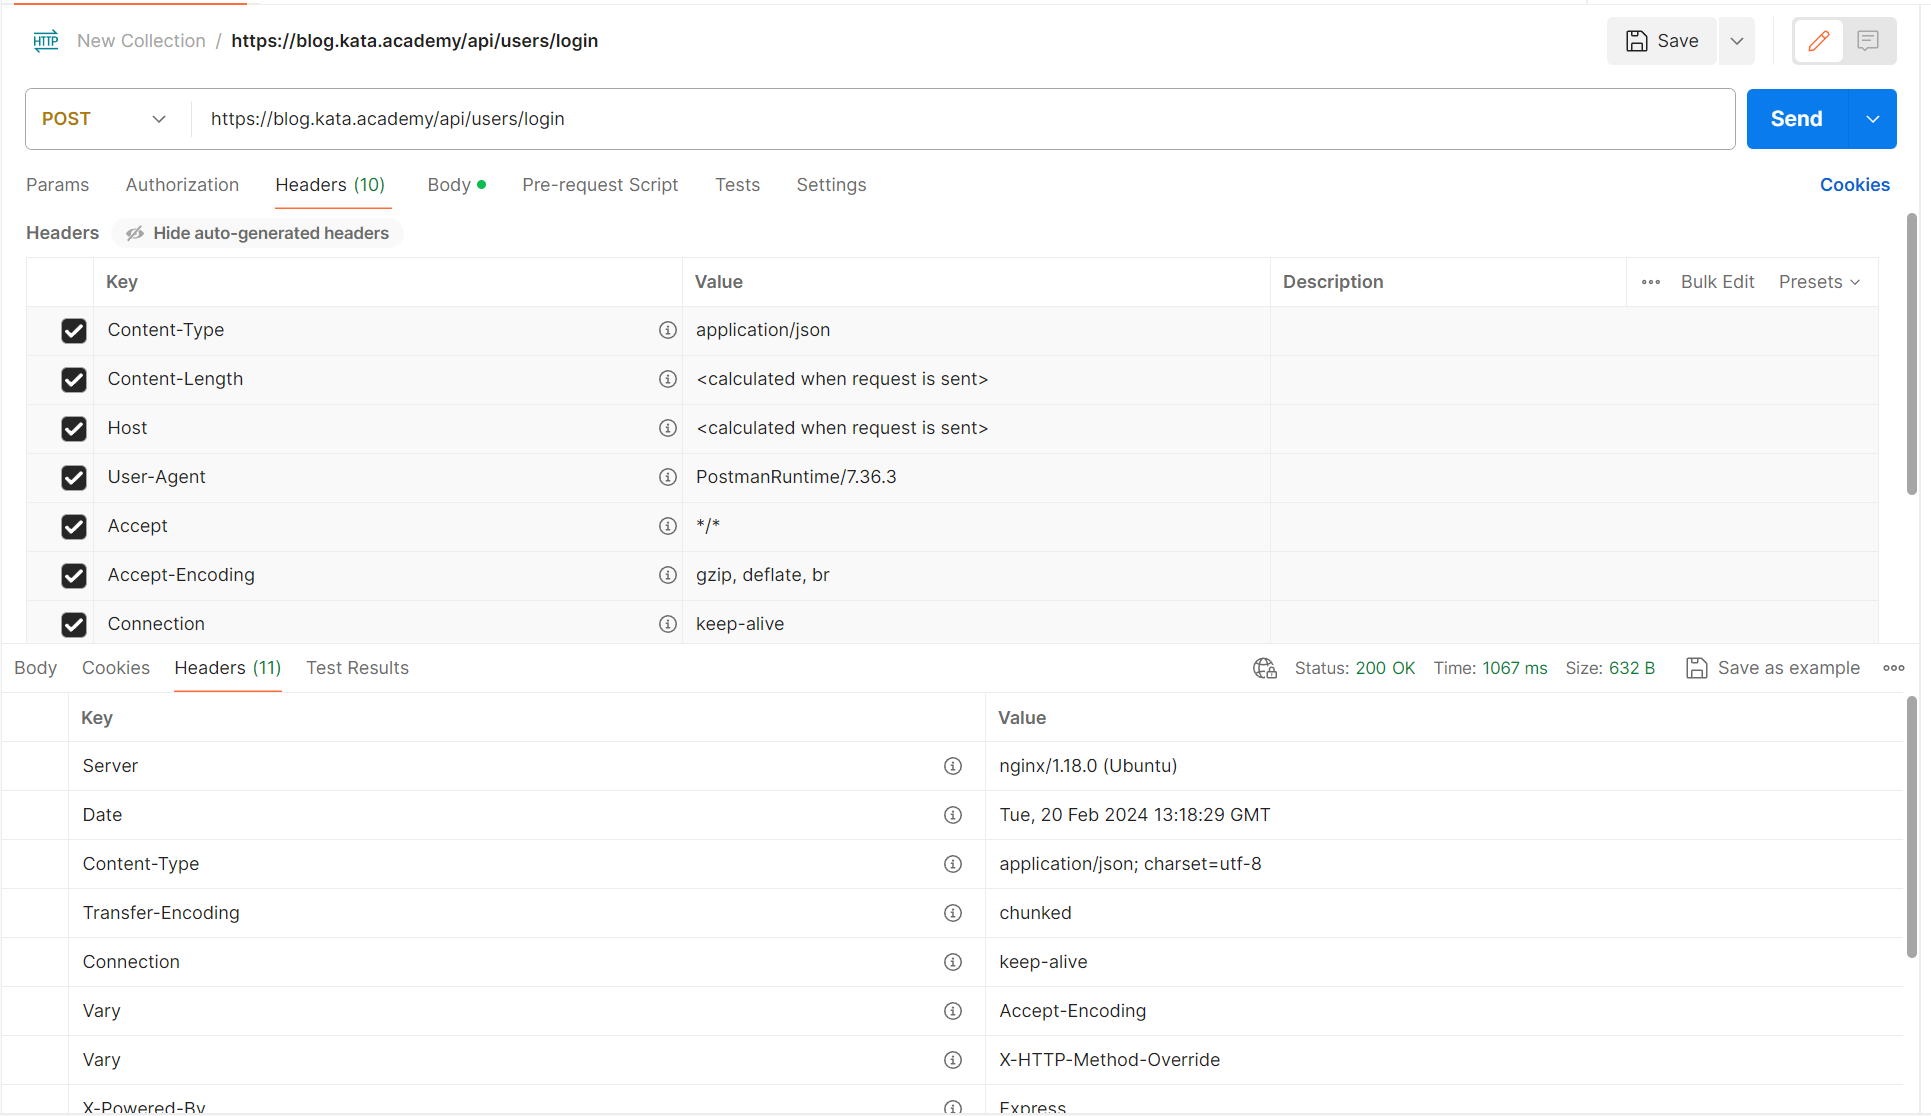 HTTP New Collection / https://blog.kata.academy/api/users/login Save
POST https://blog.kata.academy/api/users/login Send
Params Authorization Headers (10) Body Pre-request Script Tests Settings Cookies
Headers Hide auto-generated headers
Key Value Description Bulk Edit Presets
Content-Type application/json
Content-Length <calculated when request is sent>
Host <calculated when request is sent>
User-Agent PostmanRuntime/7.36.3
Accept */*
Accept-Encoding gzip, deflate, br
Connection keep-alive
Body Cookies Headers (11) Test Results Status: 200 OK Time: 1067 ms Size: 632 B Save as example
Key Value
Server nginx/1.18.0 (Ubuntu)
Date Tue, 20 Feb 2024 13:18:29 GMT
Content-Type application/json; charset=utf-8
Transfer-Encoding chunked
Connection keep-alive
Vary Accept-Encoding
Vary X-HTTP-Method-Override
X-Powered-By Express